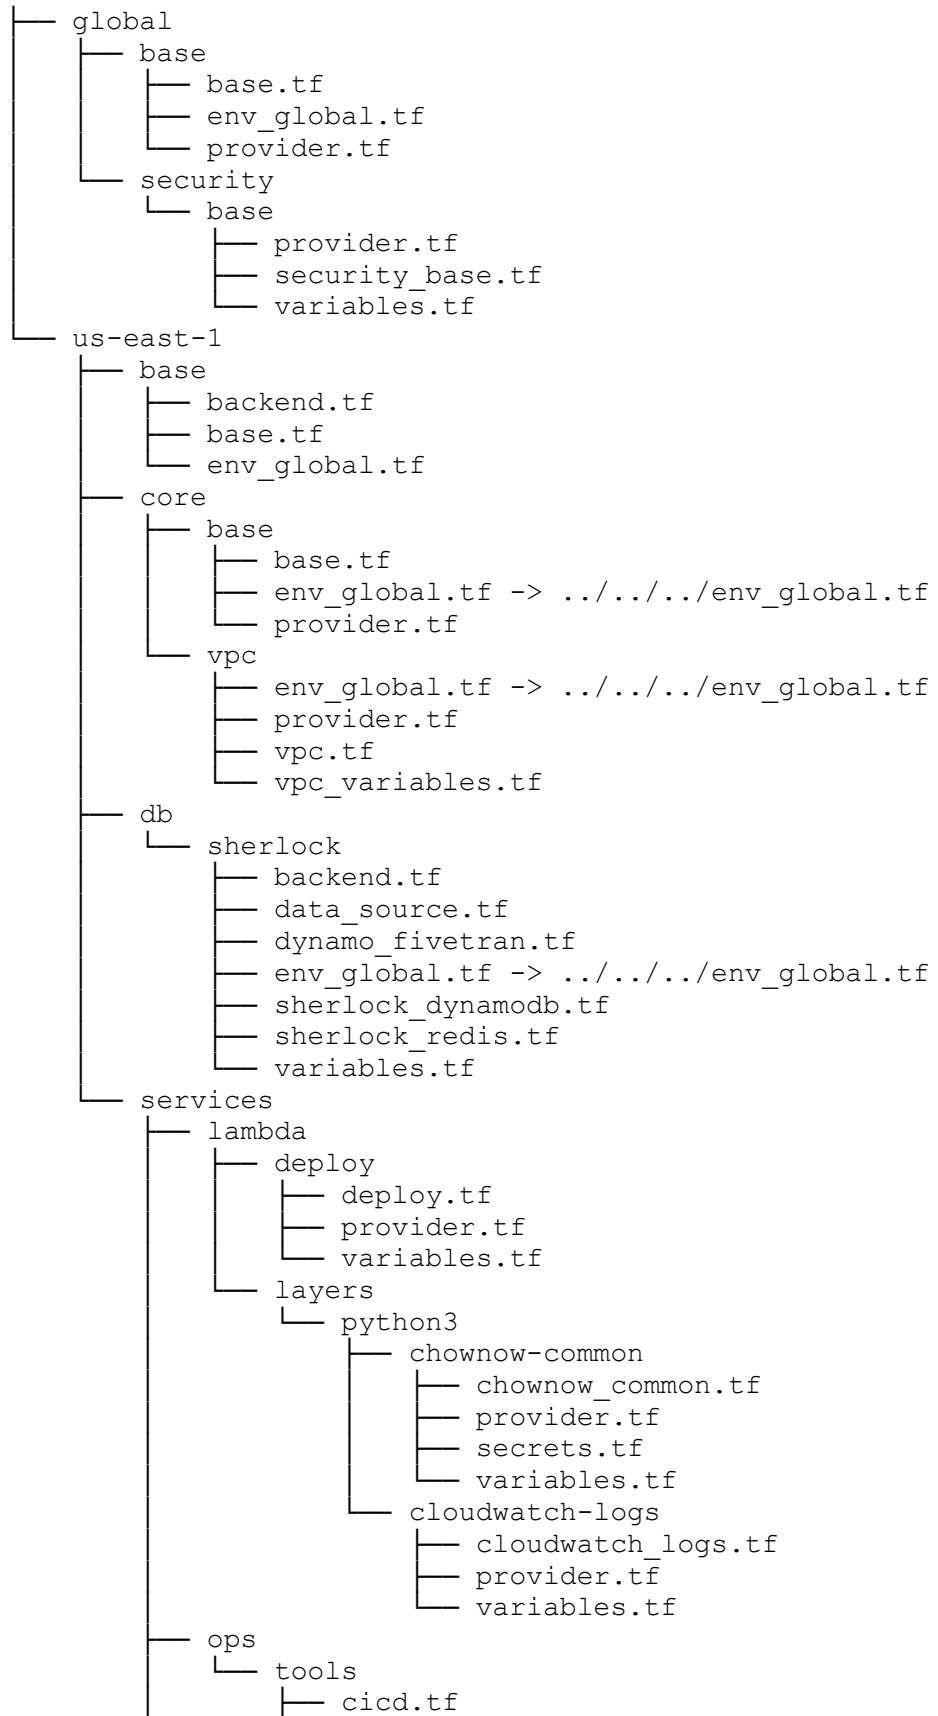 ├── global
│   ├── base
│   │   ├── base.tf
│   │   ├── env_global.tf
│   │   └── provider.tf
│   └── security
│       └── base
│           ├── provider.tf
│           ├── security_base.tf
│           └── variables.tf
└── us-east-1
    ├── base
    │   ├── backend.tf
    │   ├── base.tf
    │   └── env_global.tf
    ├── core
    │   ├── base
    │   │   ├── base.tf
    │   │   ├── env_global.tf -> ../../../env_global.tf
    │   │   └── provider.tf
    │   └── vpc
    │       ├── env_global.tf -> ../../../env_global.tf
    │       ├── provider.tf
    │       ├── vpc.tf
    │       └── vpc_variables.tf
    ├── db
    │   └── sherlock
    │       ├── backend.tf
    │       ├── data_source.tf
    │       ├── dynamo_fivetran.tf
    │       ├── env_global.tf -> ../../../env_global.tf
    │       ├── sherlock_dynamodb.tf
    │       ├── sherlock_redis.tf
    │       └── variables.tf
    └── services
        ├── lambda
        │   ├── deploy
        │   │   ├── deploy.tf
        │   │   ├── provider.tf
        │   │   └── variables.tf
        │   └── layers
        │       └── python3
        │           ├── chownow-common
        │           │   ├── chownow_common.tf
        │           │   ├── provider.tf
        │           │   ├── secrets.tf
        │           │   └── variables.tf
        │           └── cloudwatch-logs
        │               ├── cloudwatch_logs.tf
        │               ├── provider.tf
        │               └── variables.tf
        ├── ops
        │   └── tools
        │       ├── cicd.tf